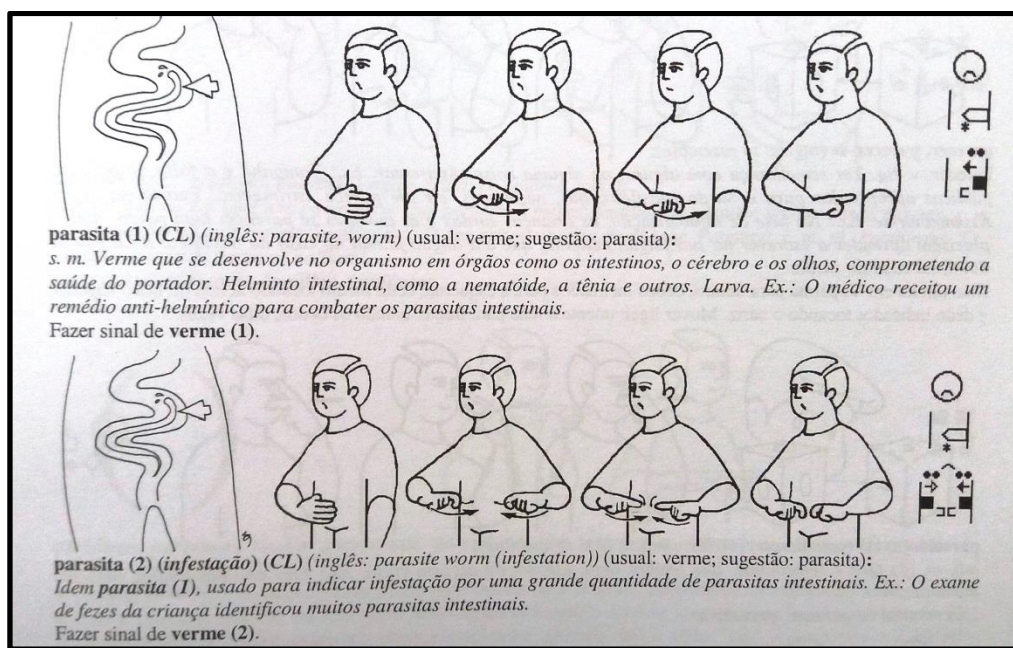 parasita (1) (CL) (inglês: parasite, worm) (usual: verme; sugestão: parasita):
s. m. Verme que se desenvolve no organismo em órgãos como os intestinos, o cérebro e os olhos, comprometendo a
saúde do portador. Helminto intestinal, como a nematóide, a tênia e outros. Larva. Ex.: O médico receitou um
remédio anti-helmíntico para combater os parasitas intestinais.
Fazer sinal de verme (1).
parasita (2) (infestação) (CL) (inglês: parasite worm (infestation)) (usual: verme; sugestão: parasita):
Idem parasita (1), usado para indicar infestação por uma grande quantidade de parasitas intestinais. Ex.: O exame
de fezes da criança identificou muitos parasitas intestinais.
Fazer sinal de verme (2).